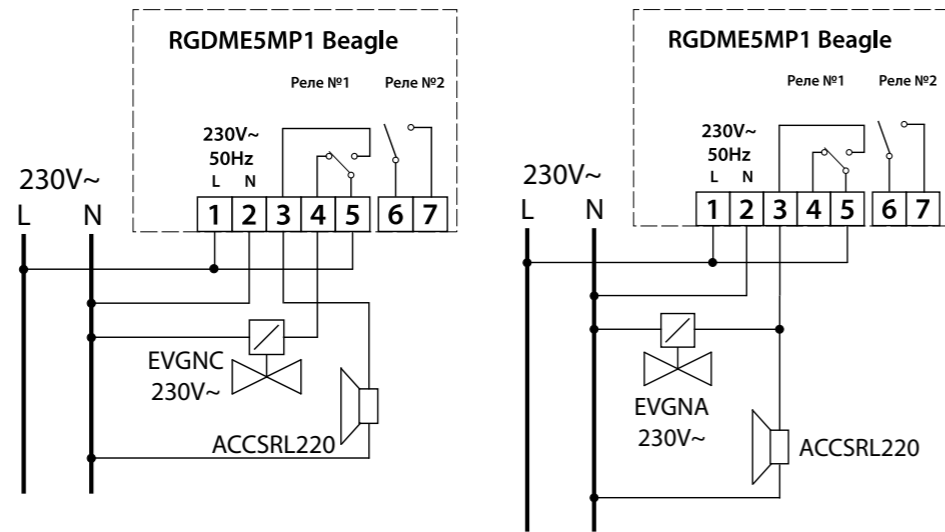 RGDME5MP1 Beagle
Реле №1 Реле №2
230V~
50Hz
L N
230V~
L N
1 2 3 4 5 6 7
EVGNC
230V~
ACCSRL220
RGDME5MP1 Beagle
Реле №1 Реле №2
230V~
50Hz
L N
230V~
L N
1 2 3 4 5 6 7
EVGNA
230V~
ACCSRL220